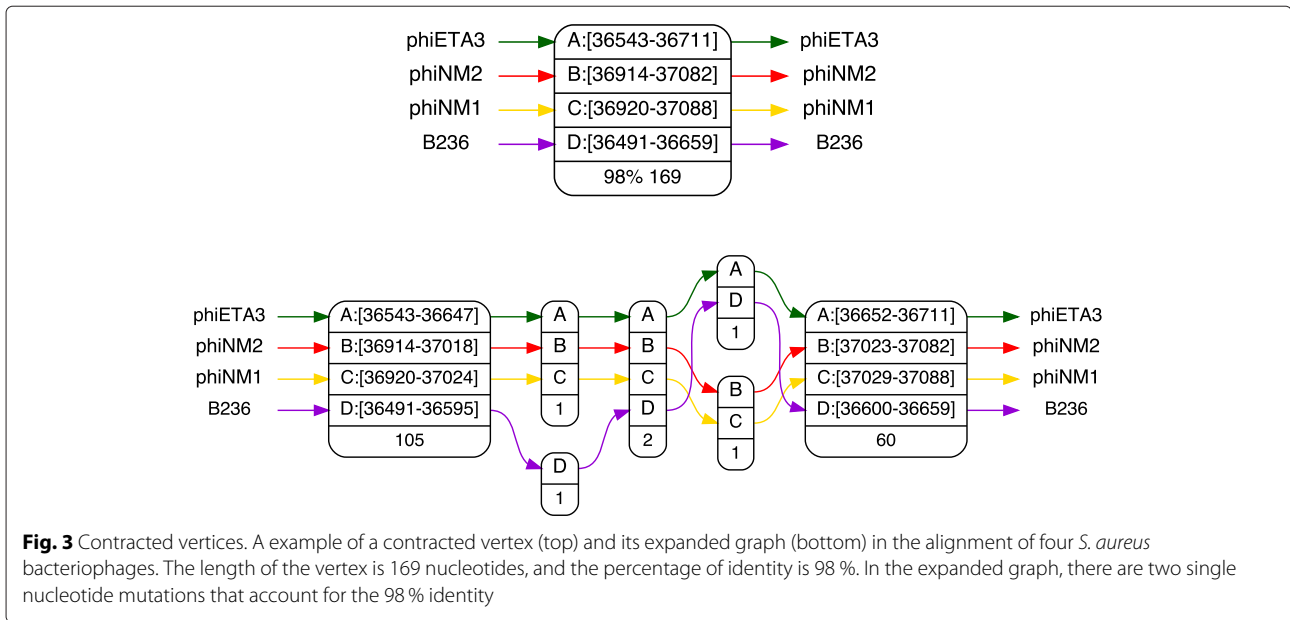 phiETA3 A:[36543-36711] phiETA3
phiNM2 B:[36914-37082] phiNM2
phiNM1 C:[36920-37088] phiNM1
B236 D:[36491-36659] B236
98% 169
A
D
1
phiETA3 A:[36543-36647] A A A:[36652-36711] phiETA3
phiNM2 B:[36914-37018] B B B:[37023-37082] phiNM2
phiNM1 C:[36920-37024] C C C:[37029-37088] phiNM1
B236 D:[36491-36595] 1 D D:[36600-36659] B236
105 2 60
B
C
1
D
1
Fig. 3 Contracted vertices. A example of a contracted vertex (top) and its expanded graph (bottom) in the alignment of four S. aureus
bacteriophages. The length of the vertex is 169 nucleotides, and the percentage of identity is 98 %. In the expanded graph, there are two single
nucleotide mutations that account for the 98 % identity